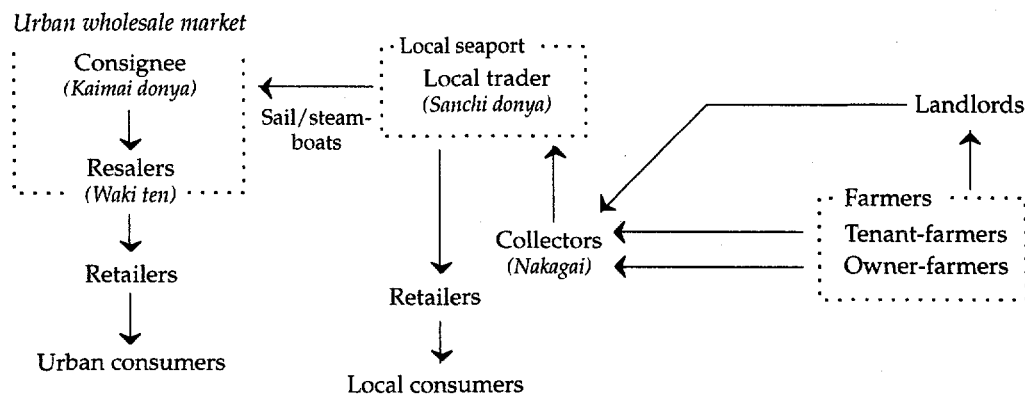 Urban wholesale market
Consignee
(Kaimai donya)
Resalers
(Waki ten)
Retailers
Urban consumers
Sail/steam-
boats
Local seaport
Local trader
(Sanchi donya)
Retailers
Local consumers
Collectors
(Nakagai)
Landlords
Farmers
Tenant-farmers
Owner-farmers